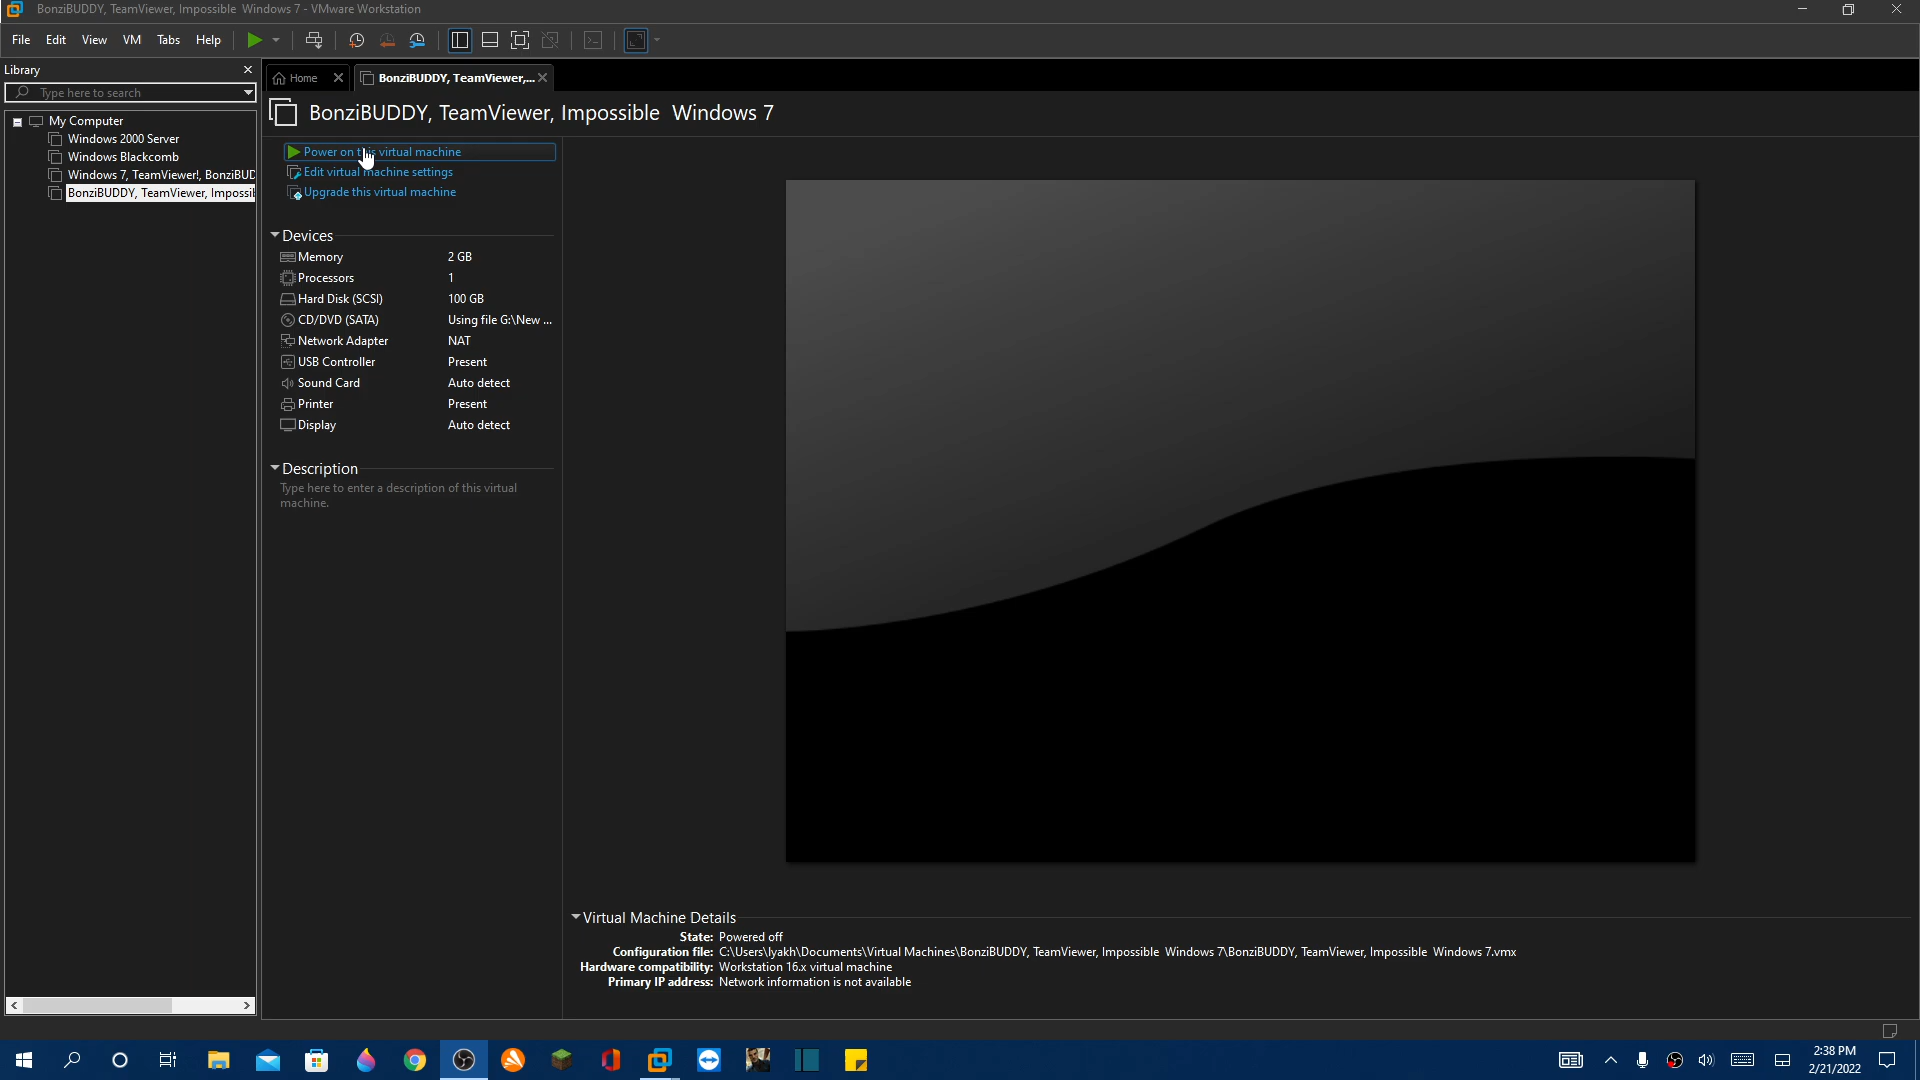 BonziBUDDY, TeamViewer, Impossible Windows 7 - VMware Workstation
File Edit View VM Tabs Help
Library
Type here to search
My Computer
Windows 2000 Server
Windows Blackcomb
Windows 7, TeamViewer!, BonziBUD
BonziBUDDY, TeamViewer, Impossi
Home
BonziBUDDY, TeamViewer,...
BonziBUDDY, TeamViewer, Impossible Windows 7
Power on this virtual machine
Edit virtual machine settings
Upgrade this virtual machine
Devices
Memory 2 GB
Processors 1
Hard Disk (SCSI) 100 GB
CD/DVD (SATA) Using file G:\New ...
Network Adapter NAT
USB Controller Present
Sound Card Auto detect
Printer Present
Display Auto detect
Description
Type here to enter a description of this virtual
machine.
Virtual Machine Details
State: Powered off
Configuration file: C:\Users\lyakh\Documents\Virtual Machines\BonziBUDDY, TeamViewer, Impossible Windows 7\BonziBUDDY, TeamViewer, Impossible Windows 7.vmx
Hardware compatibility: Workstation 16.x virtual machine
Primary IP address: Network information is not available
2:38 PM
2/21/2022